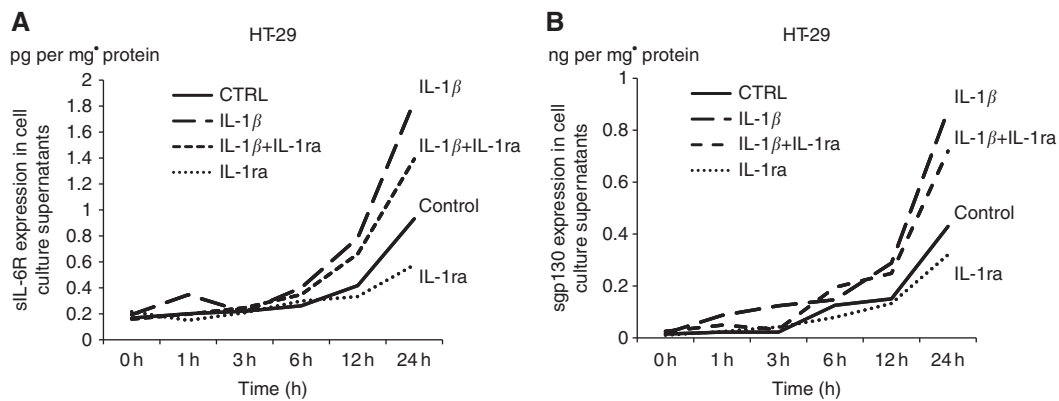 A
HT-29
pg per mg• protein
sIL-6R expression in cell
culture supernatants
2
1.8
1.6
1.4
1.2
1
0.8
0.6
0.4
0.2
0
CTRL
IL-1β
IL-1β+IL-1ra
IL-1ra
IL-1β
IL-1β+IL-1ra
Control
IL-1ra
0 h 1 h 3 h 6 h 12 h 24 h
Time (h)
B
HT-29
ng per mg• protein
sgp130 expression in cell
culture supernatants
1
0.8
0.6
0.4
0.2
0
CTRL
IL-1β
IL-1β+IL-1ra
IL-1ra
IL-1β
IL-1β+IL-1ra
Control
IL-1ra
0 h 1 h 3 h 6 h 12 h 24 h
Time (h)